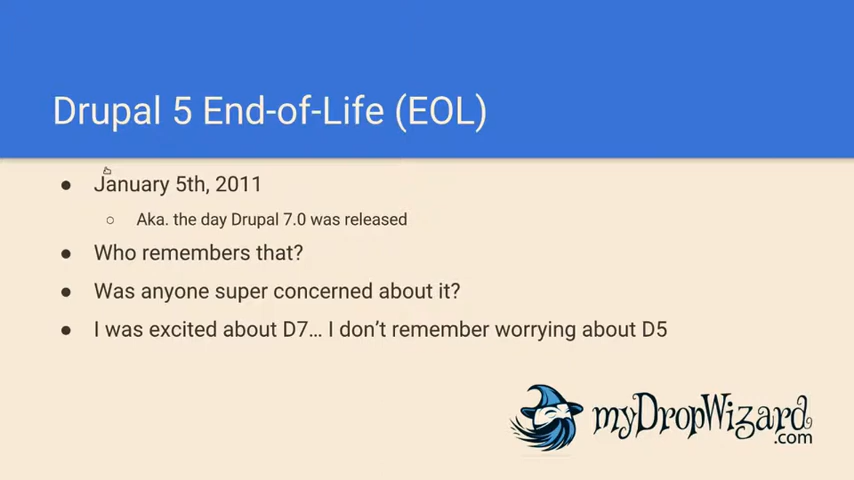 Drupal 5 End-of-Life (EOL)
● January 5th, 2011
○ Aka. the day Drupal 7.0 was released
● Who remembers that?
● Was anyone super concerned about it?
● I was excited about D7… I don’t remember worrying about D5
myDropWizard
.com